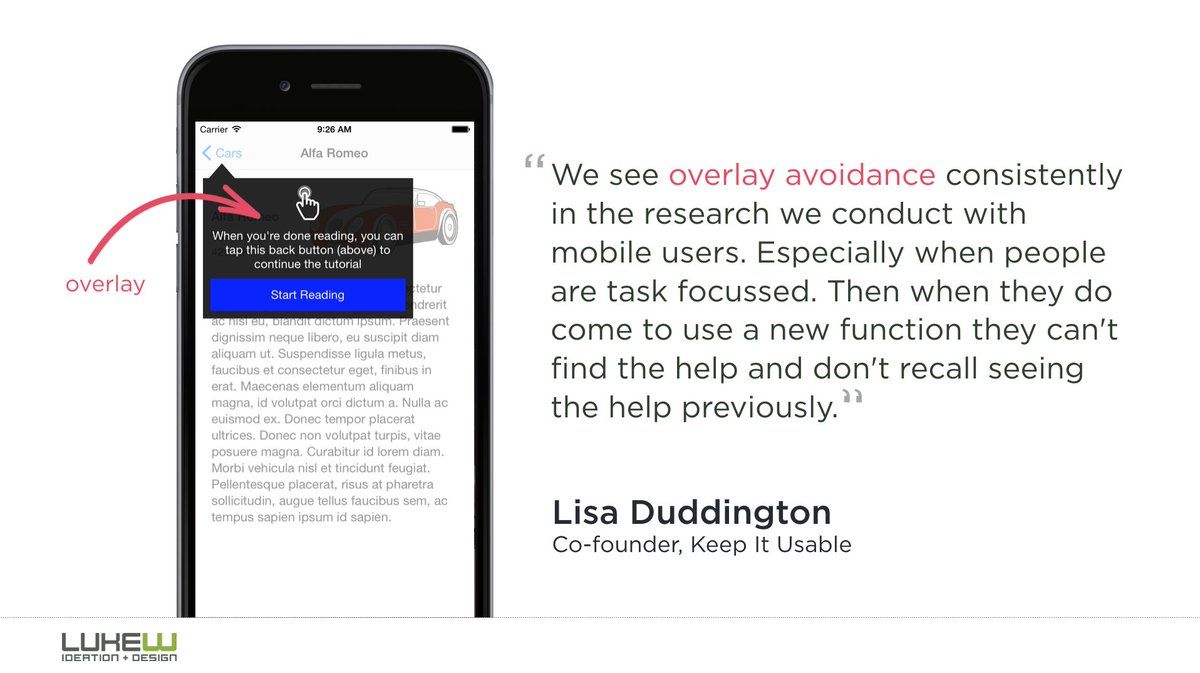 Carrier 9:26 AM
Cars Alfa Romeo
Alfa Romeo
When you're done reading, you can
tap this back button (above) to
continue the tutorial
Start Reading
ctetur
ndrerit
ac nisl eu, blandit dictum ipsum. Praesent
dignissim neque libero, eu suscipit diam
aliquam ut. Suspendisse ligula metus,
faucibus et consectetur eget, finibus in
erat. Maecenas elementum aliquam
magna, id volutpat orci dictum a. Nulla ac
euismod ex. Donec tempor placerat
ultrices. Donec non volutpat turpis, vitae
posuere magna. Curabitur id lorem diam.
Morbi vehicula nisl et tincidunt feugiat.
Pellentesque placerat, risus at pharetra
sollicitudin, augue tellus faucibus sem, ac
tempus sapien ipsum id sapien.
overlay
“We see overlay avoidance consistently
in the research we conduct with
mobile users. Especially when people
are task focussed. Then when they do
come to use a new function they can't
find the help and don't recall seeing
the help previously.”
Lisa Duddington
Co-founder, Keep It Usable
LUKEW
IDEATION + DESIGN